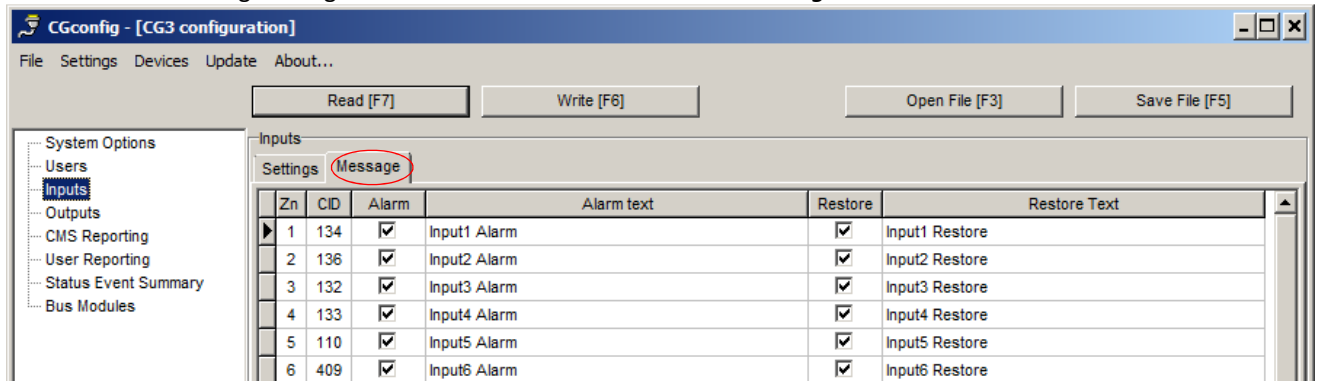 CGconfig - [CG3 configuration]
File Settings Devices Update About...
Read [F7] Write [F6] Open File [F3] Save File [F5]
System Options
Users
Inputs
Outputs
CMS Reporting
User Reporting
Status Event Summary
Bus Modules
Inputs
Settings Message
Zn CID Alarm Alarm text Restore Restore Text
1 134 Input1 Alarm Input1 Restore
2 136 Input2 Alarm Input2 Restore
3 132 Input3 Alarm Input3 Restore
4 133 Input4 Alarm Input4 Restore
5 110 Input5 Alarm Input5 Restore
6 409 Input6 Alarm Input6 Restore